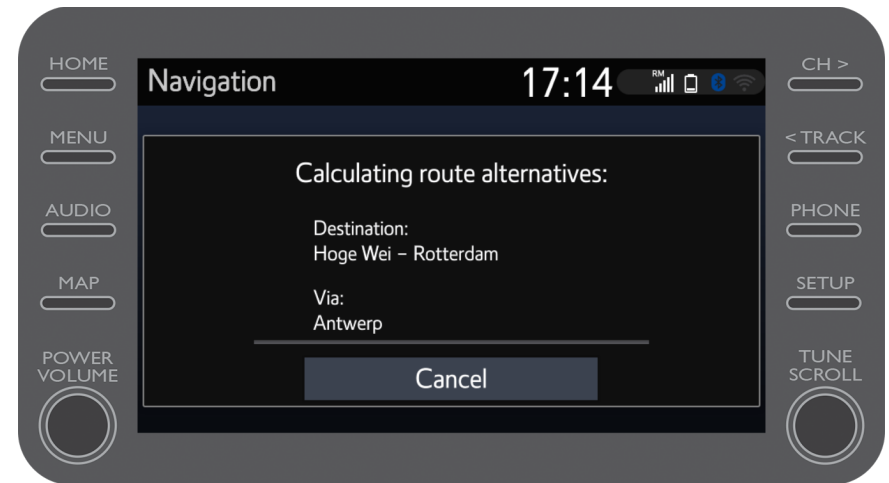 HOME
MENU
AUDIO
MAP
POWER
VOLUME
Navigation 17:14 RM
Calculating route alternatives:
Destination:
Hoge Wei – Rotterdam
Via:
Antwerp
Cancel
CH >
< TRACK
PHONE
SETUP
TUNE
SCROLL